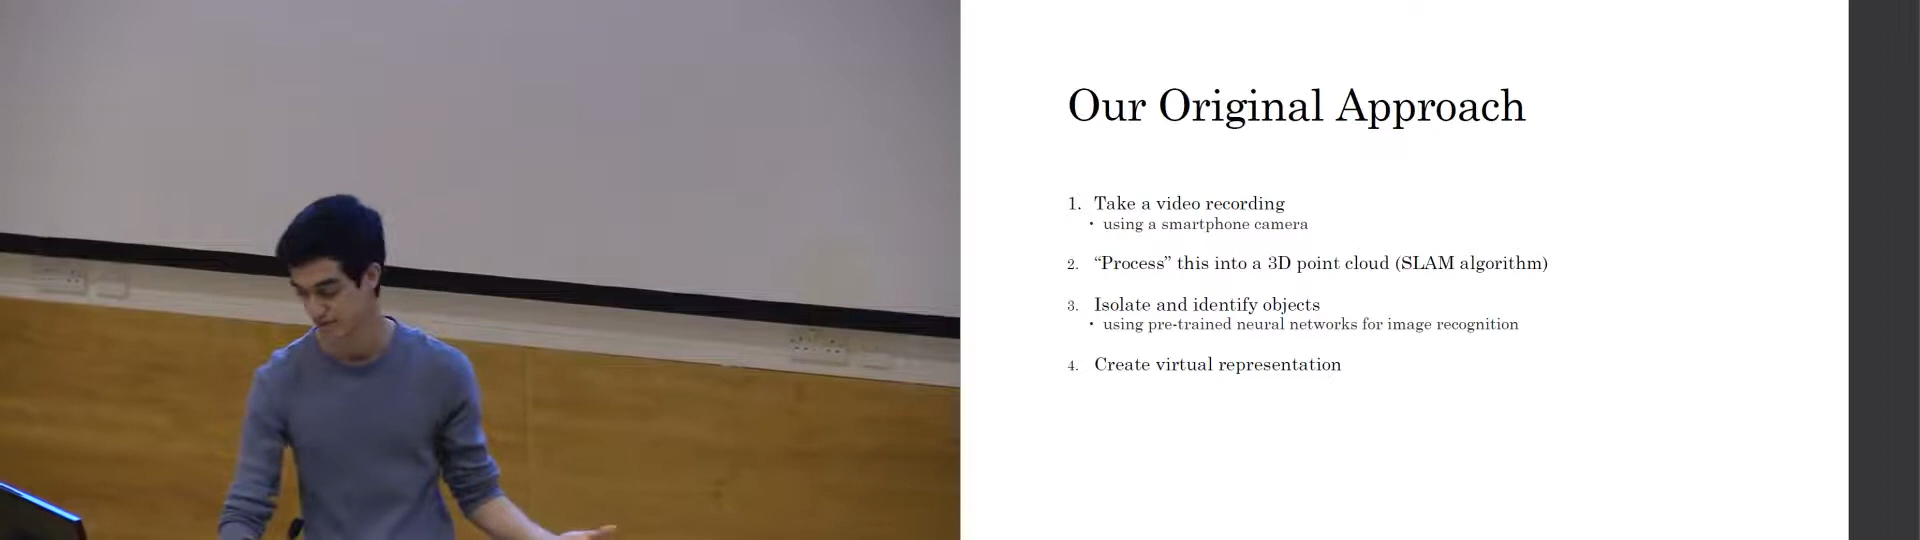 Our Original Approach
1. Take a video recording
• using a smartphone camera
2. “Process” this into a 3D point cloud (SLAM algorithm)
3. Isolate and identify objects
• using pre-trained neural networks for image recognition
4. Create virtual representation